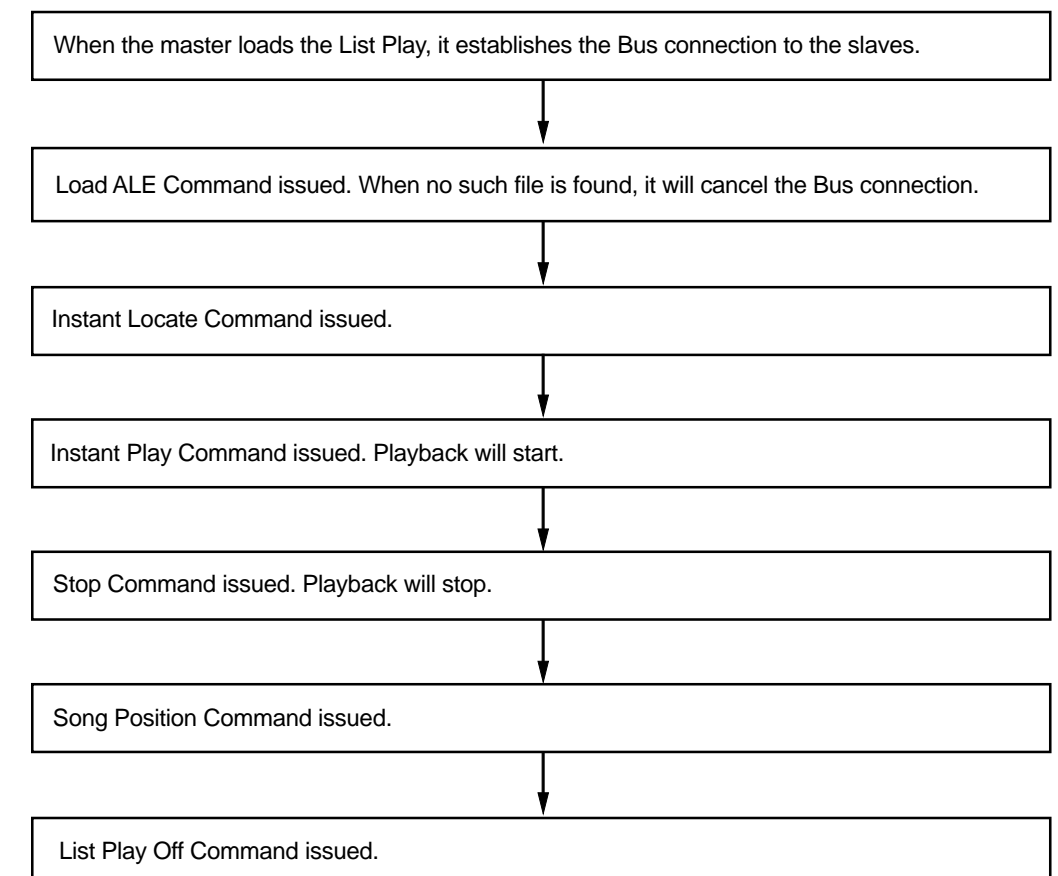 When the master loads the List Play, it establishes the Bus connection to the slaves.
Load ALE Command issued. When no such file is found, it will cancel the Bus connection.
Instant Locate Command issued.
Instant Play Command issued. Playback will start.
Stop Command issued. Playback will stop.
Song Position Command issued.
List Play Off Command issued.